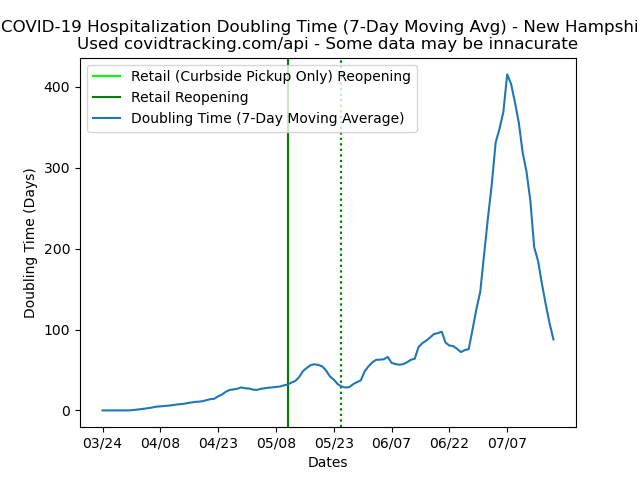 COVID-19 Hospitalization Doubling Time (7-Day Moving Avg) - New Hampshi
Used covidtracking.com/api - Some data may be innacurate
Retail (Curbside Pickup Only) Reopening
Retail Reopening
Doubling Time (7-Day Moving Average)
Doubling Time (Days)
400
300
200
100
0
03/24 04/08 04/23 05/08 05/23 06/07 06/22 07/07
Dates